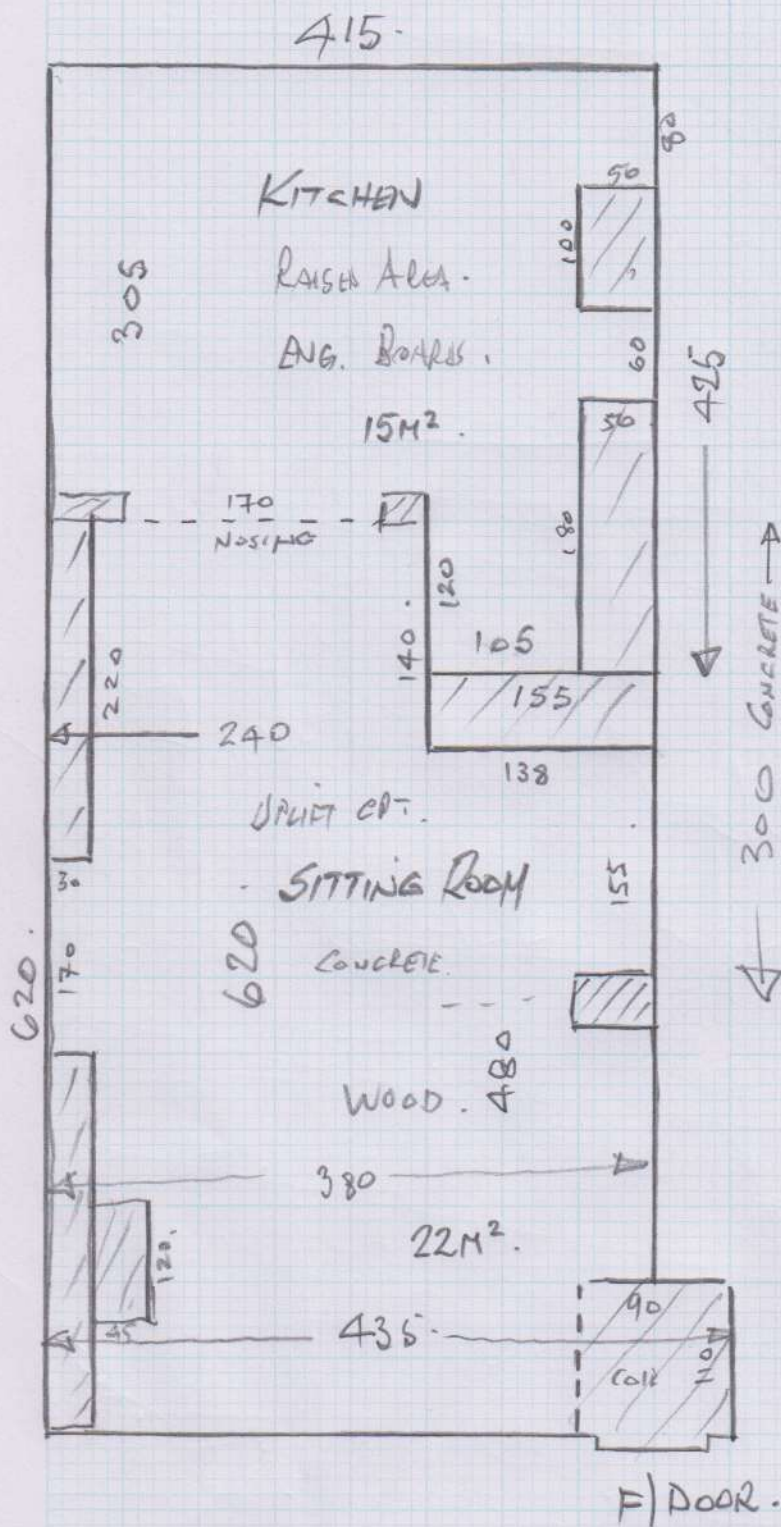 415.
80
KITCHEN
50
100
RAISED AREA.
305
ENG. BOARDS.
60
425
15M².
50
170
NOSING
180
120
140.
105
155
220
240
138
300 CONCRETE
UPLIFT CPT.
SITTING ROOM
155
30
170
620
620.
CONCRETE
480
WOOD.
380
22M².
120.
45
435.
90
COIR
F/DOOR.